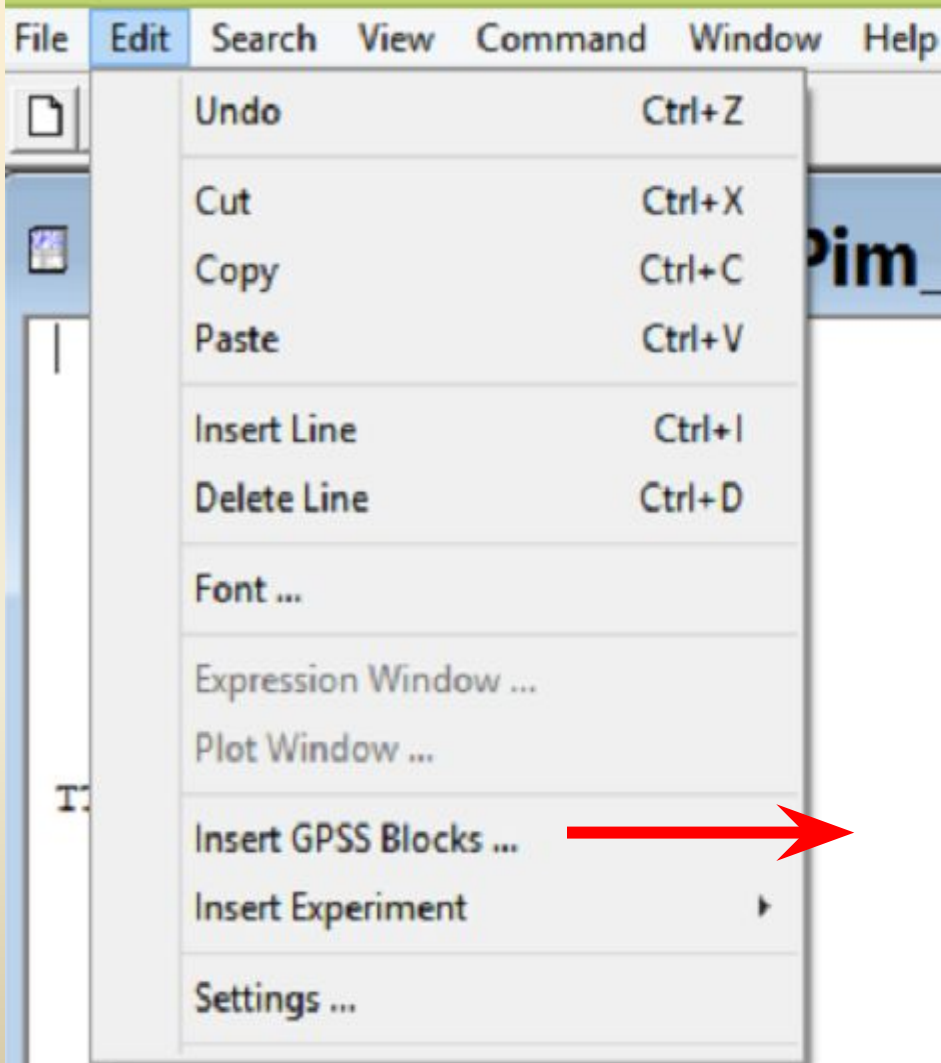 File Edit Search View Command Window Help
Undo Ctrl+Z
Cut Ctrl+X
Pim_
Copy Ctrl+C
Paste Ctrl+V
Insert Line Ctrl+I
Delete Line Ctrl+D
Font ...
Expression Window ...
Plot Window ...
Insert GPSS Blocks ...
Insert Experiment
Settings ...